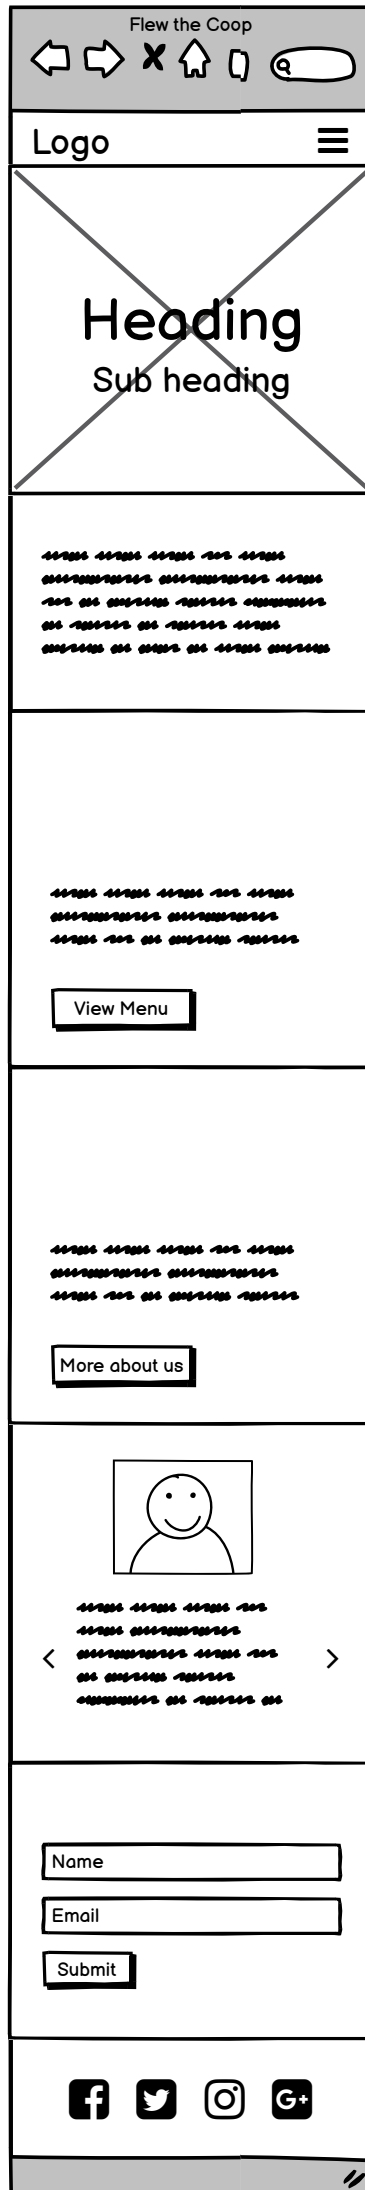 Flew the Coop
Logo
Heading
Sub heading
View Menu
More about us
Name
Email
Submit
G+